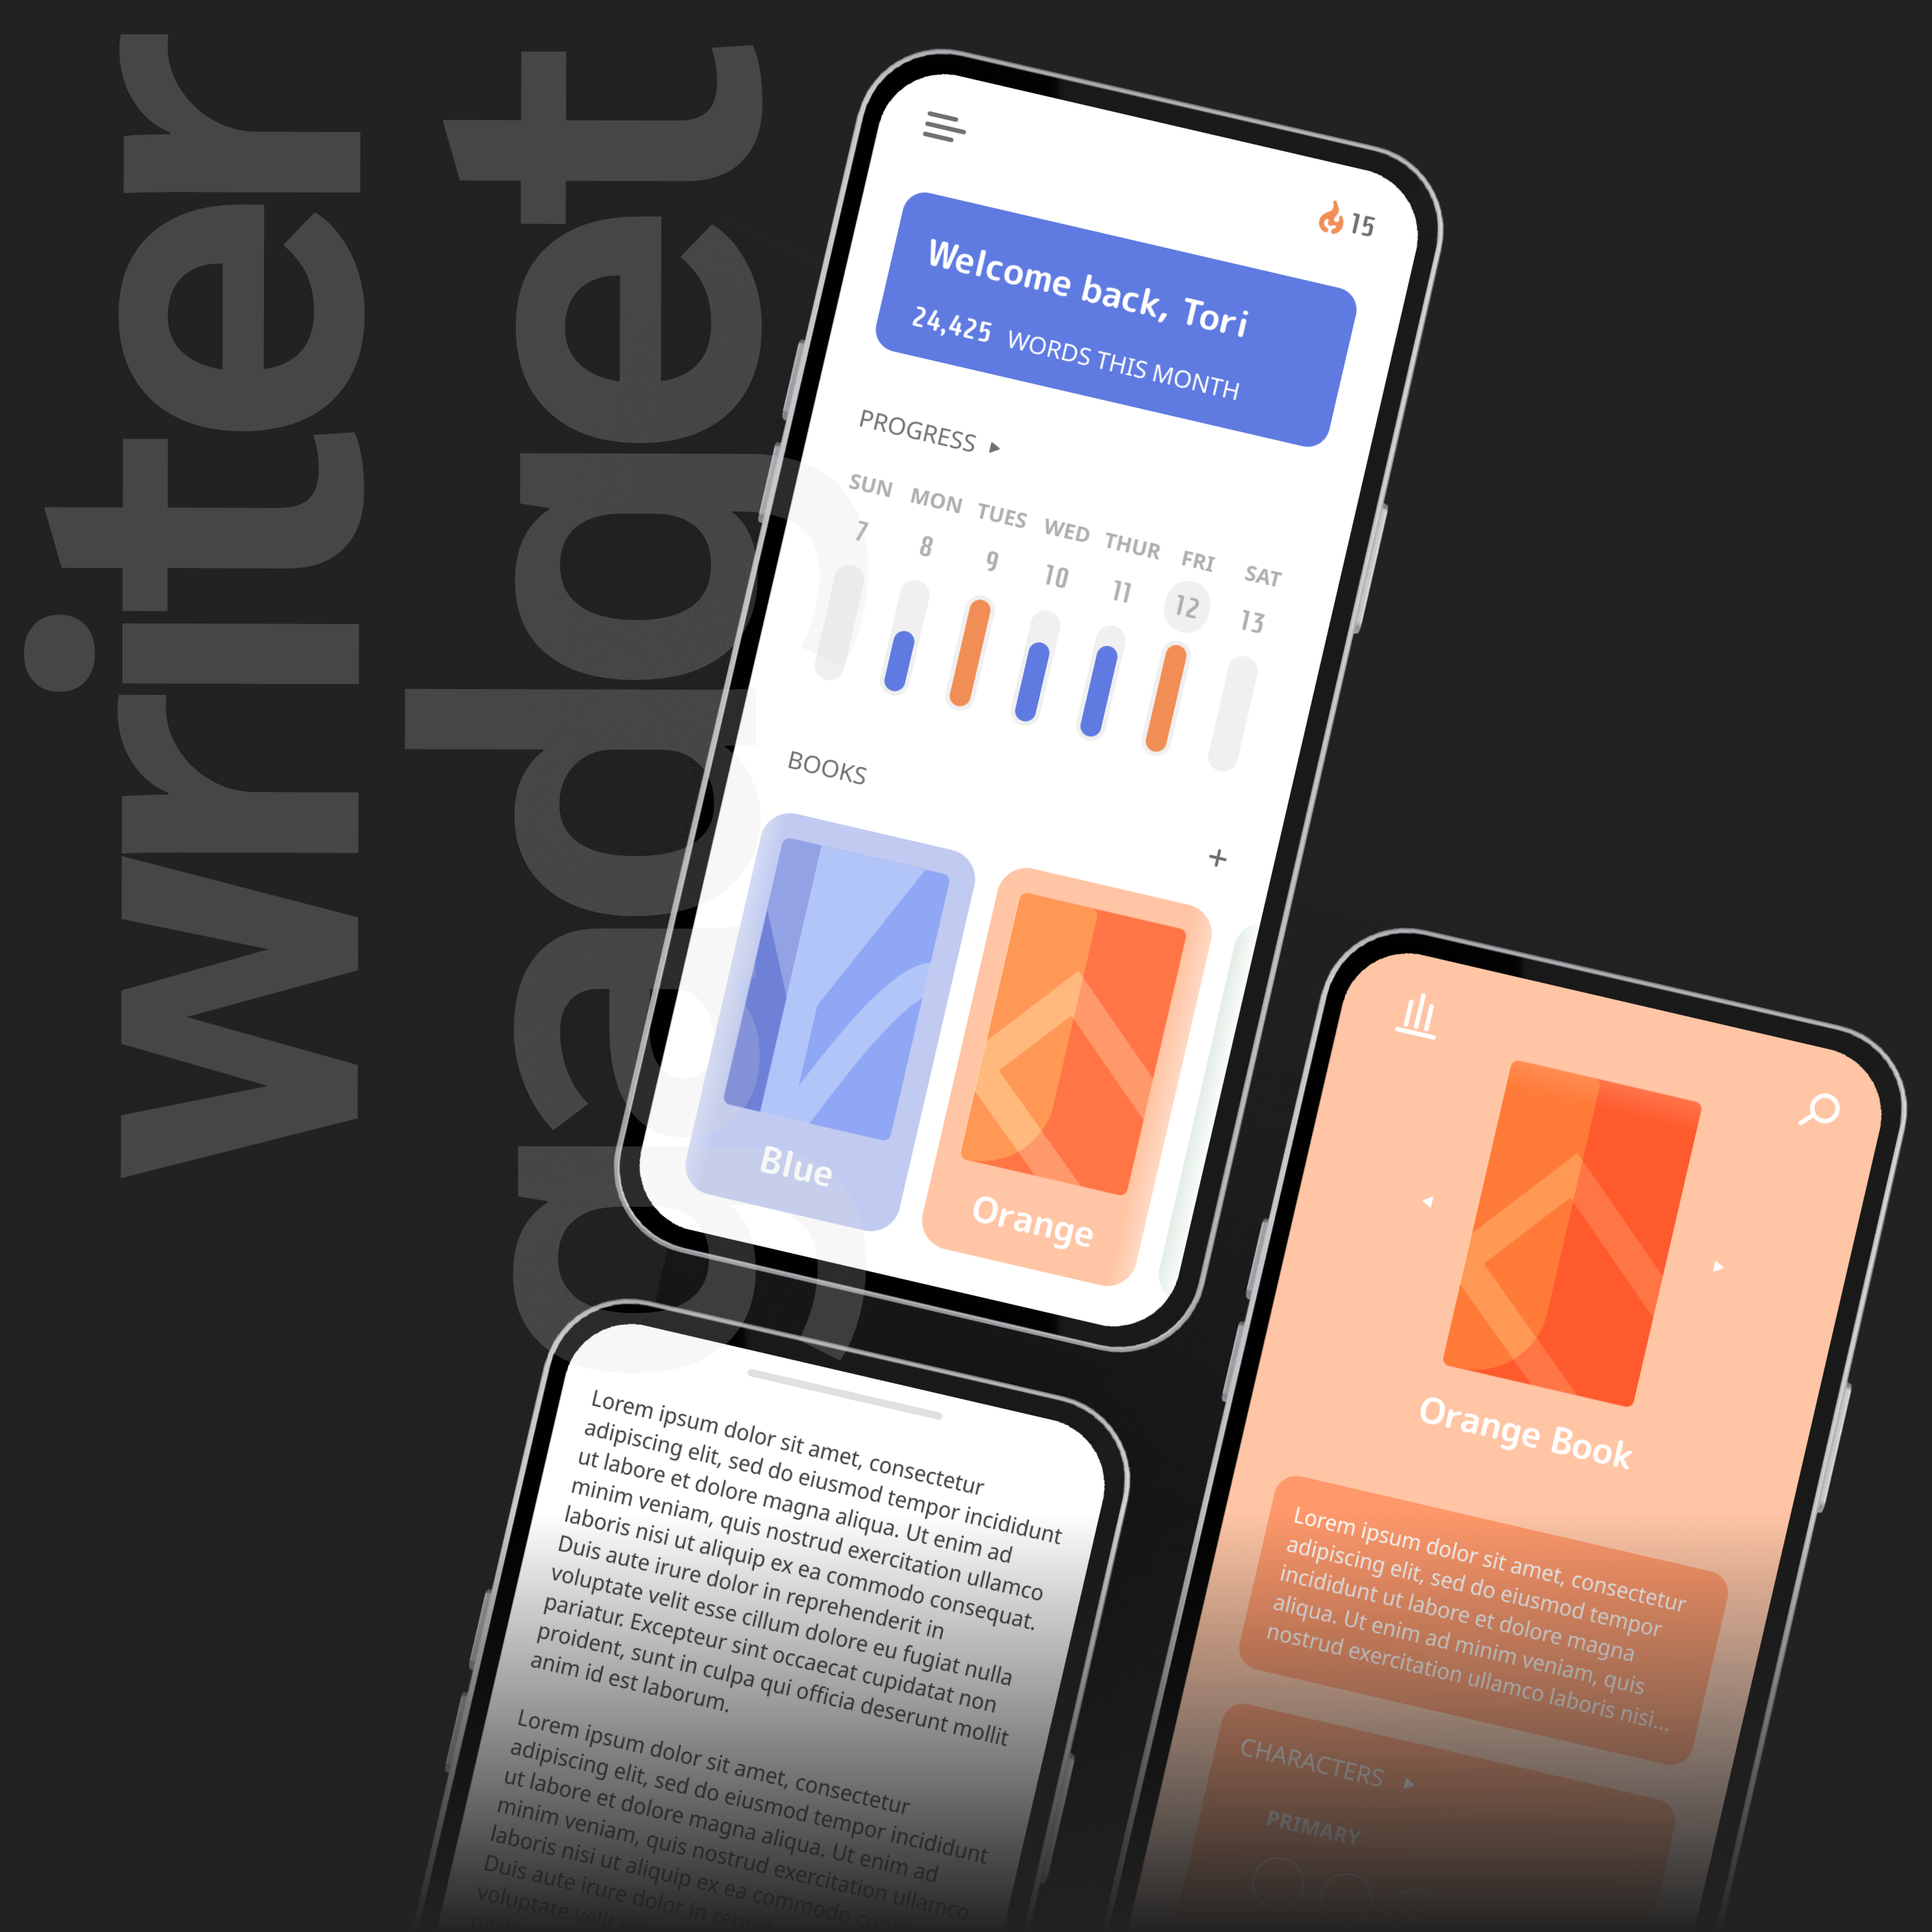 writer
gadget
15
Welcome back, Tori
24,425 WORDS THIS MONTH
PROGRESS ▸
SUN MON TUES WED THUR FRI SAT
7 8 9 10 11 12 13
BOOKS
+
Blue
Orange
Orange Book
Lorem ipsum dolor sit amet, consectetur
adipiscing elit, sed do eiusmod tempor
incididunt ut labore et dolore magna
aliqua. Ut enim ad minim veniam, quis
nostrud exercitation ullamco laboris nisi...
CHARACTERS ▸
PRIMARY
Lorem ipsum dolor sit amet, consectetur
adipiscing elit, sed do eiusmod tempor incididunt
ut labore et dolore magna aliqua. Ut enim ad
minim veniam, quis nostrud exercitation ullamco
laboris nisi ut aliquip ex ea commodo consequat.
Duis aute irure dolor in reprehenderit in
voluptate velit esse cillum dolore eu fugiat nulla
pariatur. Excepteur sint occaecat cupidatat non
proident, sunt in culpa qui officia deserunt mollit
anim id est laborum.
Lorem ipsum dolor sit amet, consectetur
adipiscing elit, sed do eiusmod tempor incididunt
ut labore et dolore magna aliqua. Ut enim ad
minim veniam, quis nostrud exercitation ullamco
laboris nisi ut aliquip ex ea commodo
Duis aute irure dolor in
voluptate velit